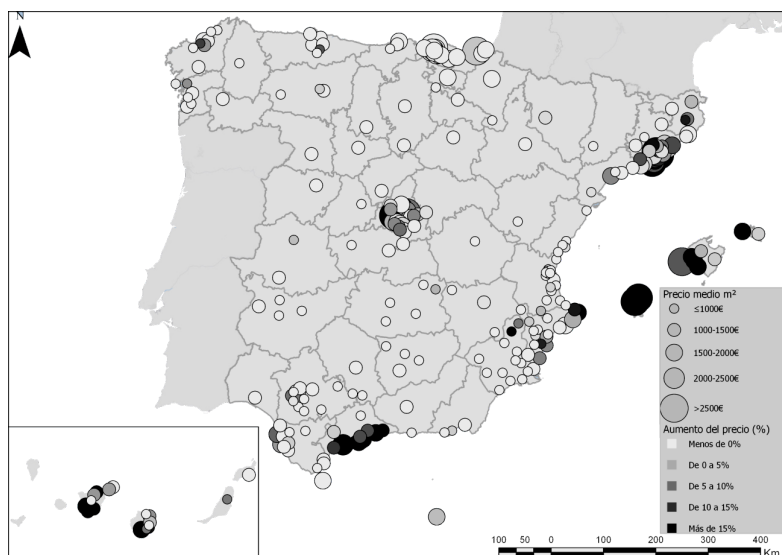 N
Precio medio m²
≤1000€
1000-1500€
1500-2000€
2000-2500€
>2500€
Aumento del precio (%)
Menos de 0%
De 0 a 5%
De 5 a 10%
De 10 a 15%
Más de 15%
100 50 0 100 200 300 400
Km